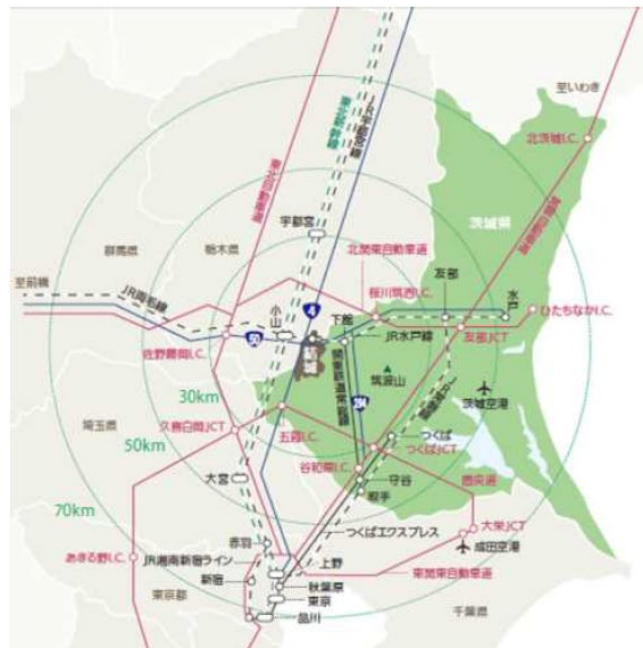 至いわき
北茨城I.C.
JR宇都宮線
東北新幹線
東北自動車道
茨城県
常磐自動車道
宇都宮
群馬県
栃木県
北関東自動車道
至前橋
JR両毛線
桜川筑西I.C.
友部
水戸
ひたちなかI.C.
小山
4
下館
50
結城
JR水戸線
友部JCT
佐野藤岡I.C.
関東鉄道常総線
筑波山
JR常磐線
30km
294
茨城空港
埼玉県
久喜白岡JCT
五霞I.C.
つくば
つくばJCT
50km
谷和原I.C.
圏央道
大宮
守谷
取手
70km
つくばエクスプレス
大栄JCT
赤羽
成田空港
あきる野I.C.
JR湘南新宿ライン
上野
新宿
秋葉原
東関東自動車道
東京都
東京
千葉県
品川